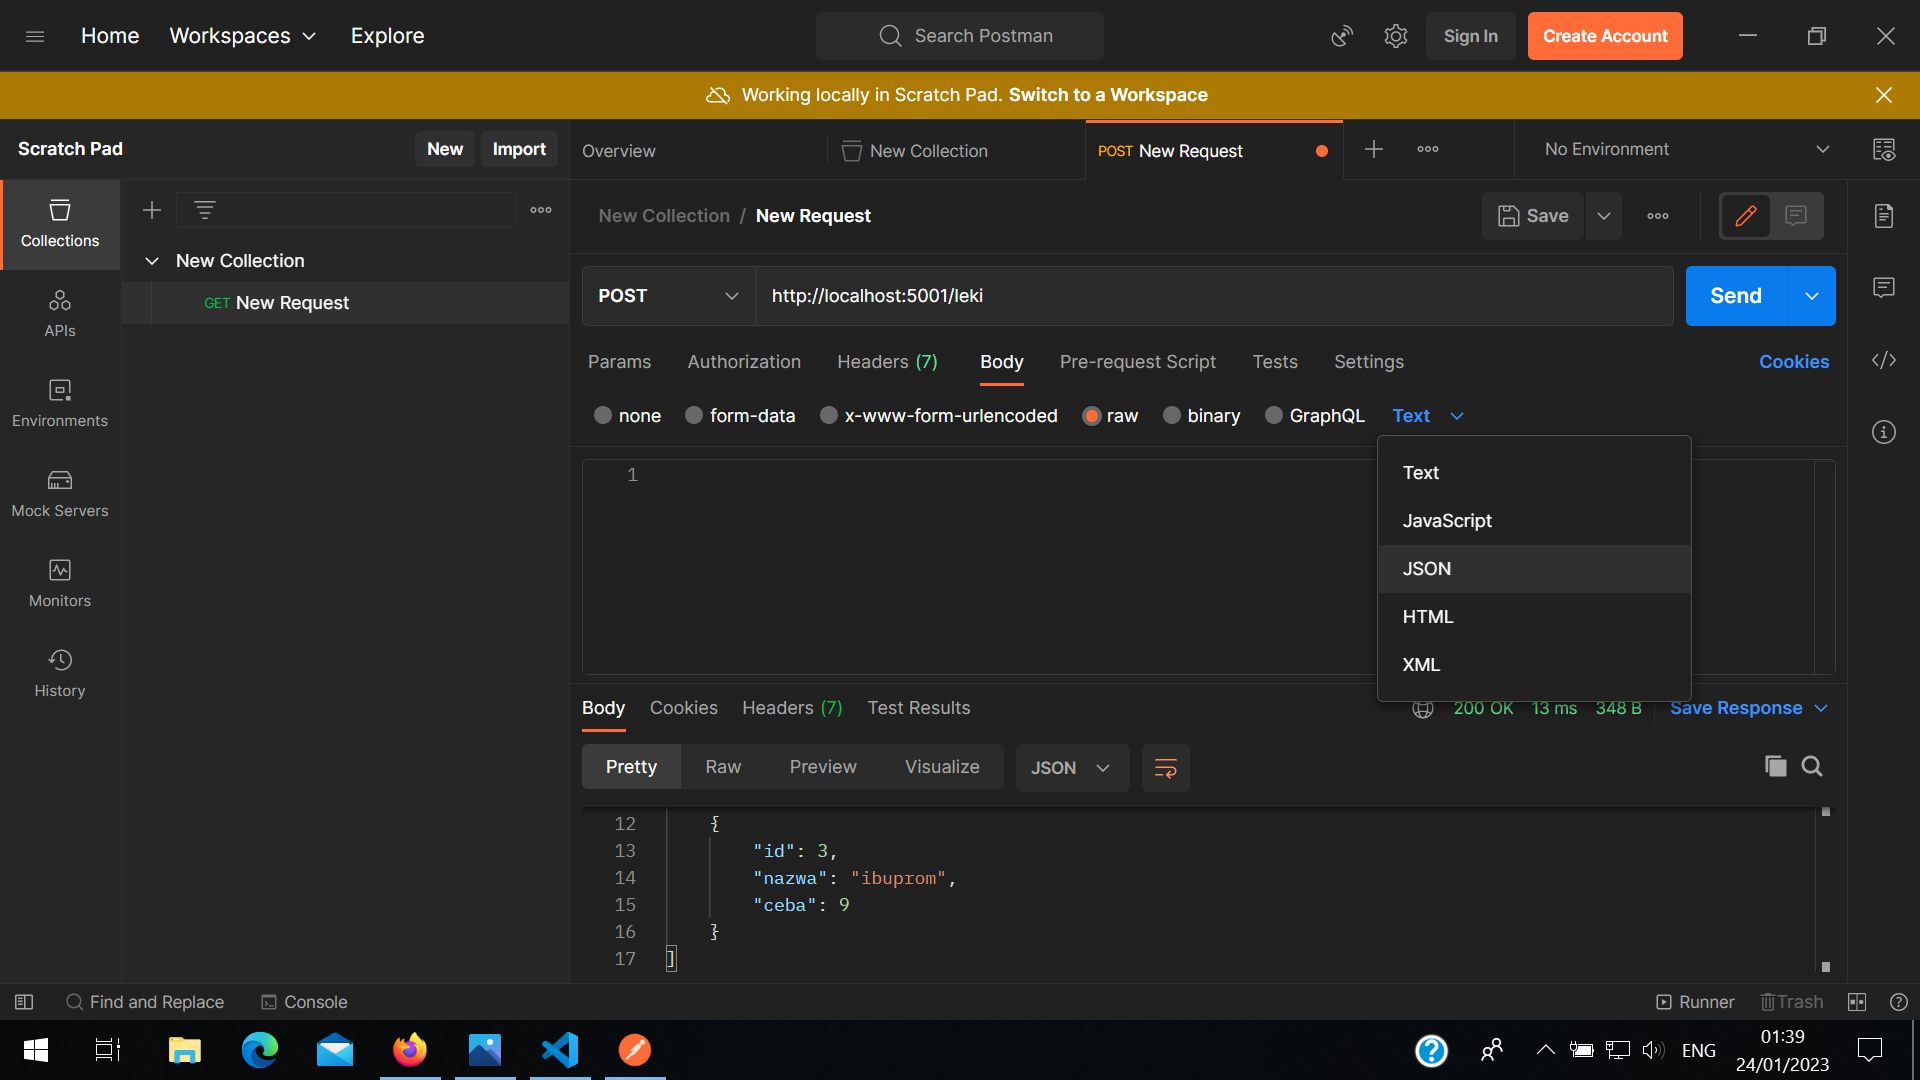 Home Workspaces Explore Search Postman Sign In Create Account
Working locally in Scratch Pad. Switch to a Workspace
Scratch Pad New Import Overview New Collection POST New Request No Environment
Collections
New Collection / New Request Save
New Collection
GET New Request
POST http://localhost:5001/leki Send
APIs
Params Authorization Headers (7) Body Pre-request Script Tests Settings Cookies
Environments
none form-data x-www-form-urlencoded raw binary GraphQL Text
1
Text
JavaScript
JSON
HTML
XML
Mock Servers
Monitors
History
Body Cookies Headers (7) Test Results 200 OK 13 ms 348 B Save Response
Pretty Raw Preview Visualize JSON
12 {
13 "id": 3,
14 "nazwa": "ibuprom",
15 "ceba": 9
16 }
17 ]
Find and Replace Console Runner Trash
ENG 01:39
24/01/2023